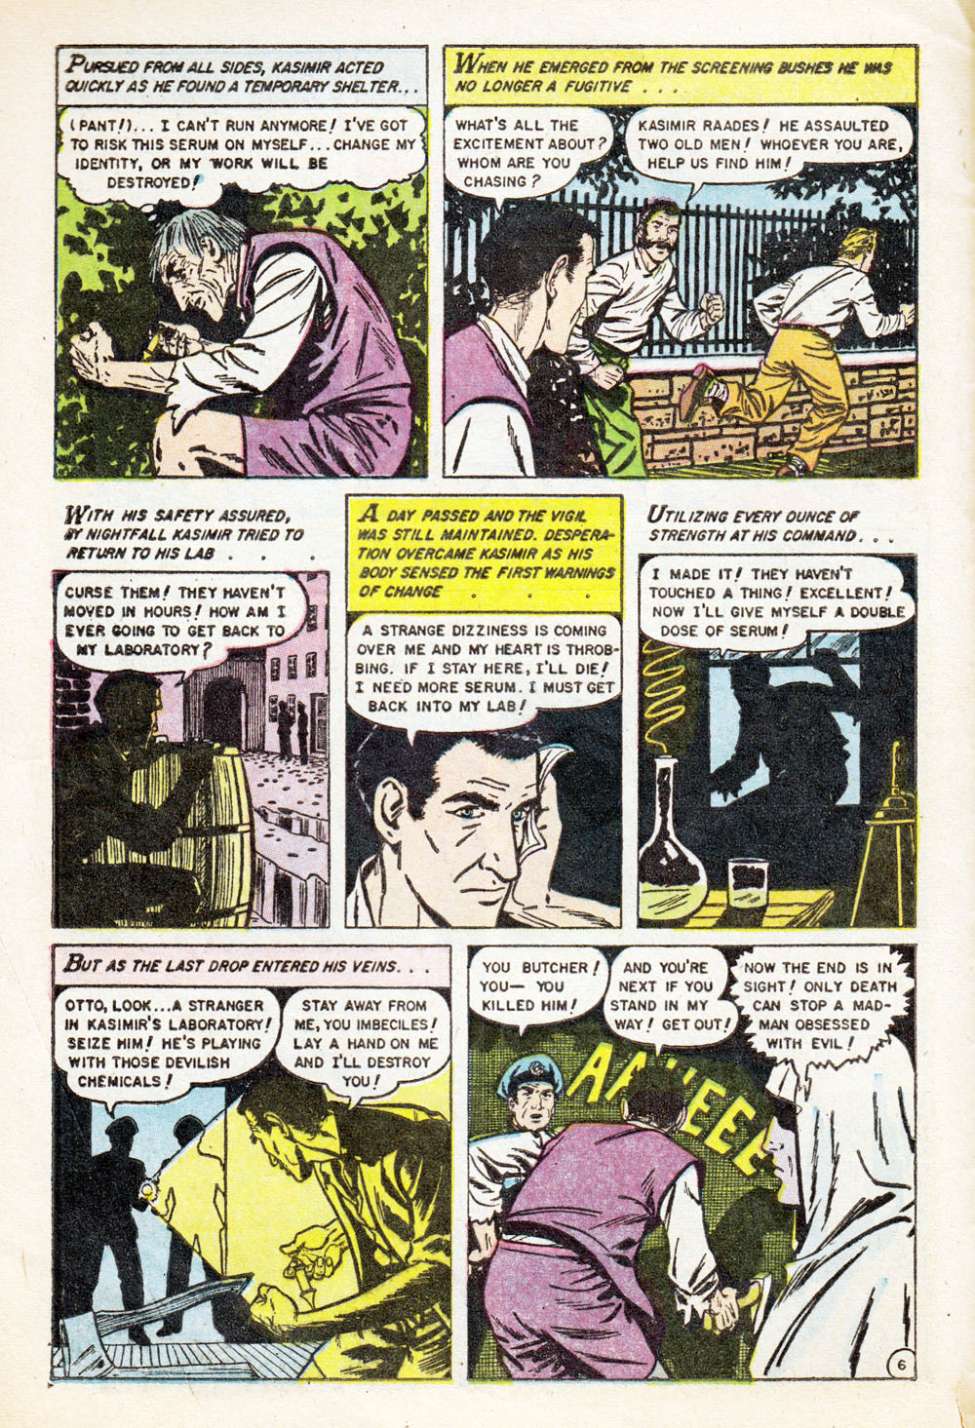 PURSUED FROM ALL SIDES, KASIMIR ACTED
QUICKLY AS HE FOUND A TEMPORARY SHELTER...
(PANT!)... I CAN'T RUN ANYMORE! I'VE GOT
TO RISK THIS SERUM ON MYSELF...CHANGE MY
IDENTITY, OR MY WORK WILL BE
DESTROYED!
WHEN HE EMERGED FROM THE SCREENING BUSHES HE WAS
NO LONGER A FUGITIVE . . .
WHAT'S ALL THE
EXCITEMENT ABOUT?
WHOM ARE YOU
CHASING?
KASIMIR RAADES! HE ASSAULTED
TWO OLD MEN! WHOEVER YOU ARE,
HELP US FIND HIM!
WITH HIS SAFETY ASSURED,
BY NIGHTFALL KASIMIR TRIED TO
RETURN TO HIS LAB . . .
CURSE THEM! THEY HAVEN'T
MOVED IN HOURS! HOW AM I
EVER GOING TO GET BACK TO
MY LABORATORY?
A DAY PASSED AND THE VIGIL
WAS STILL MAINTAINED. DESPERA-
TION OVERCAME KASIMIR AS HIS
BODY SENSED THE FIRST WARNINGS
OF CHANGE . . .
A STRANGE DIZZINESS IS COMING
OVER ME AND MY HEART IS THROB-
BING. IF I STAY HERE, I'LL DIE!
I NEED MORE SERUM. I MUST GET
BACK INTO MY LAB!
UTILIZING EVERY OUNCE OF
STRENGTH AT HIS COMMAND...
I MADE IT! THEY HAVEN'T
TOUCHED A THING! EXCELLENT!
NOW I'LL GIVE MYSELF A DOUBLE
DOSE OF SERUM!
BUT AS THE LAST DROP ENTERED HIS VEINS...
OTTO, LOOK...A STRANGER
IN KASIMIR'S LABORATORY!
SEIZE HIM! HE'S PLAYING
WITH THOSE DEVILISH
CHEMICALS!
STAY AWAY FROM
ME, YOU IMBECILES!
LAY A HAND ON ME
AND I'LL DESTROY
YOU!
YOU BUTCHER!
YOU— YOU
KILLED HIM!
AND YOU'RE
NEXT IF YOU
STAND IN MY
WAY! GET OUT!
NOW THE END IS IN
SIGHT! ONLY DEATH
CAN STOP A MAD-
MAN OBSESSED
WITH EVIL!
6